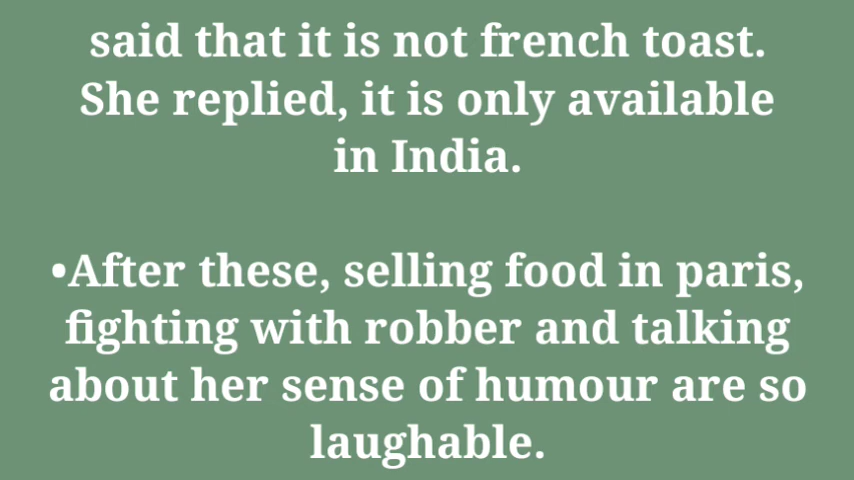 said that it is not french toast.
She replied, it is only available
in India.
•After these, selling food in paris,
fighting with robber and talking
about her sense of humour are so
laughable.